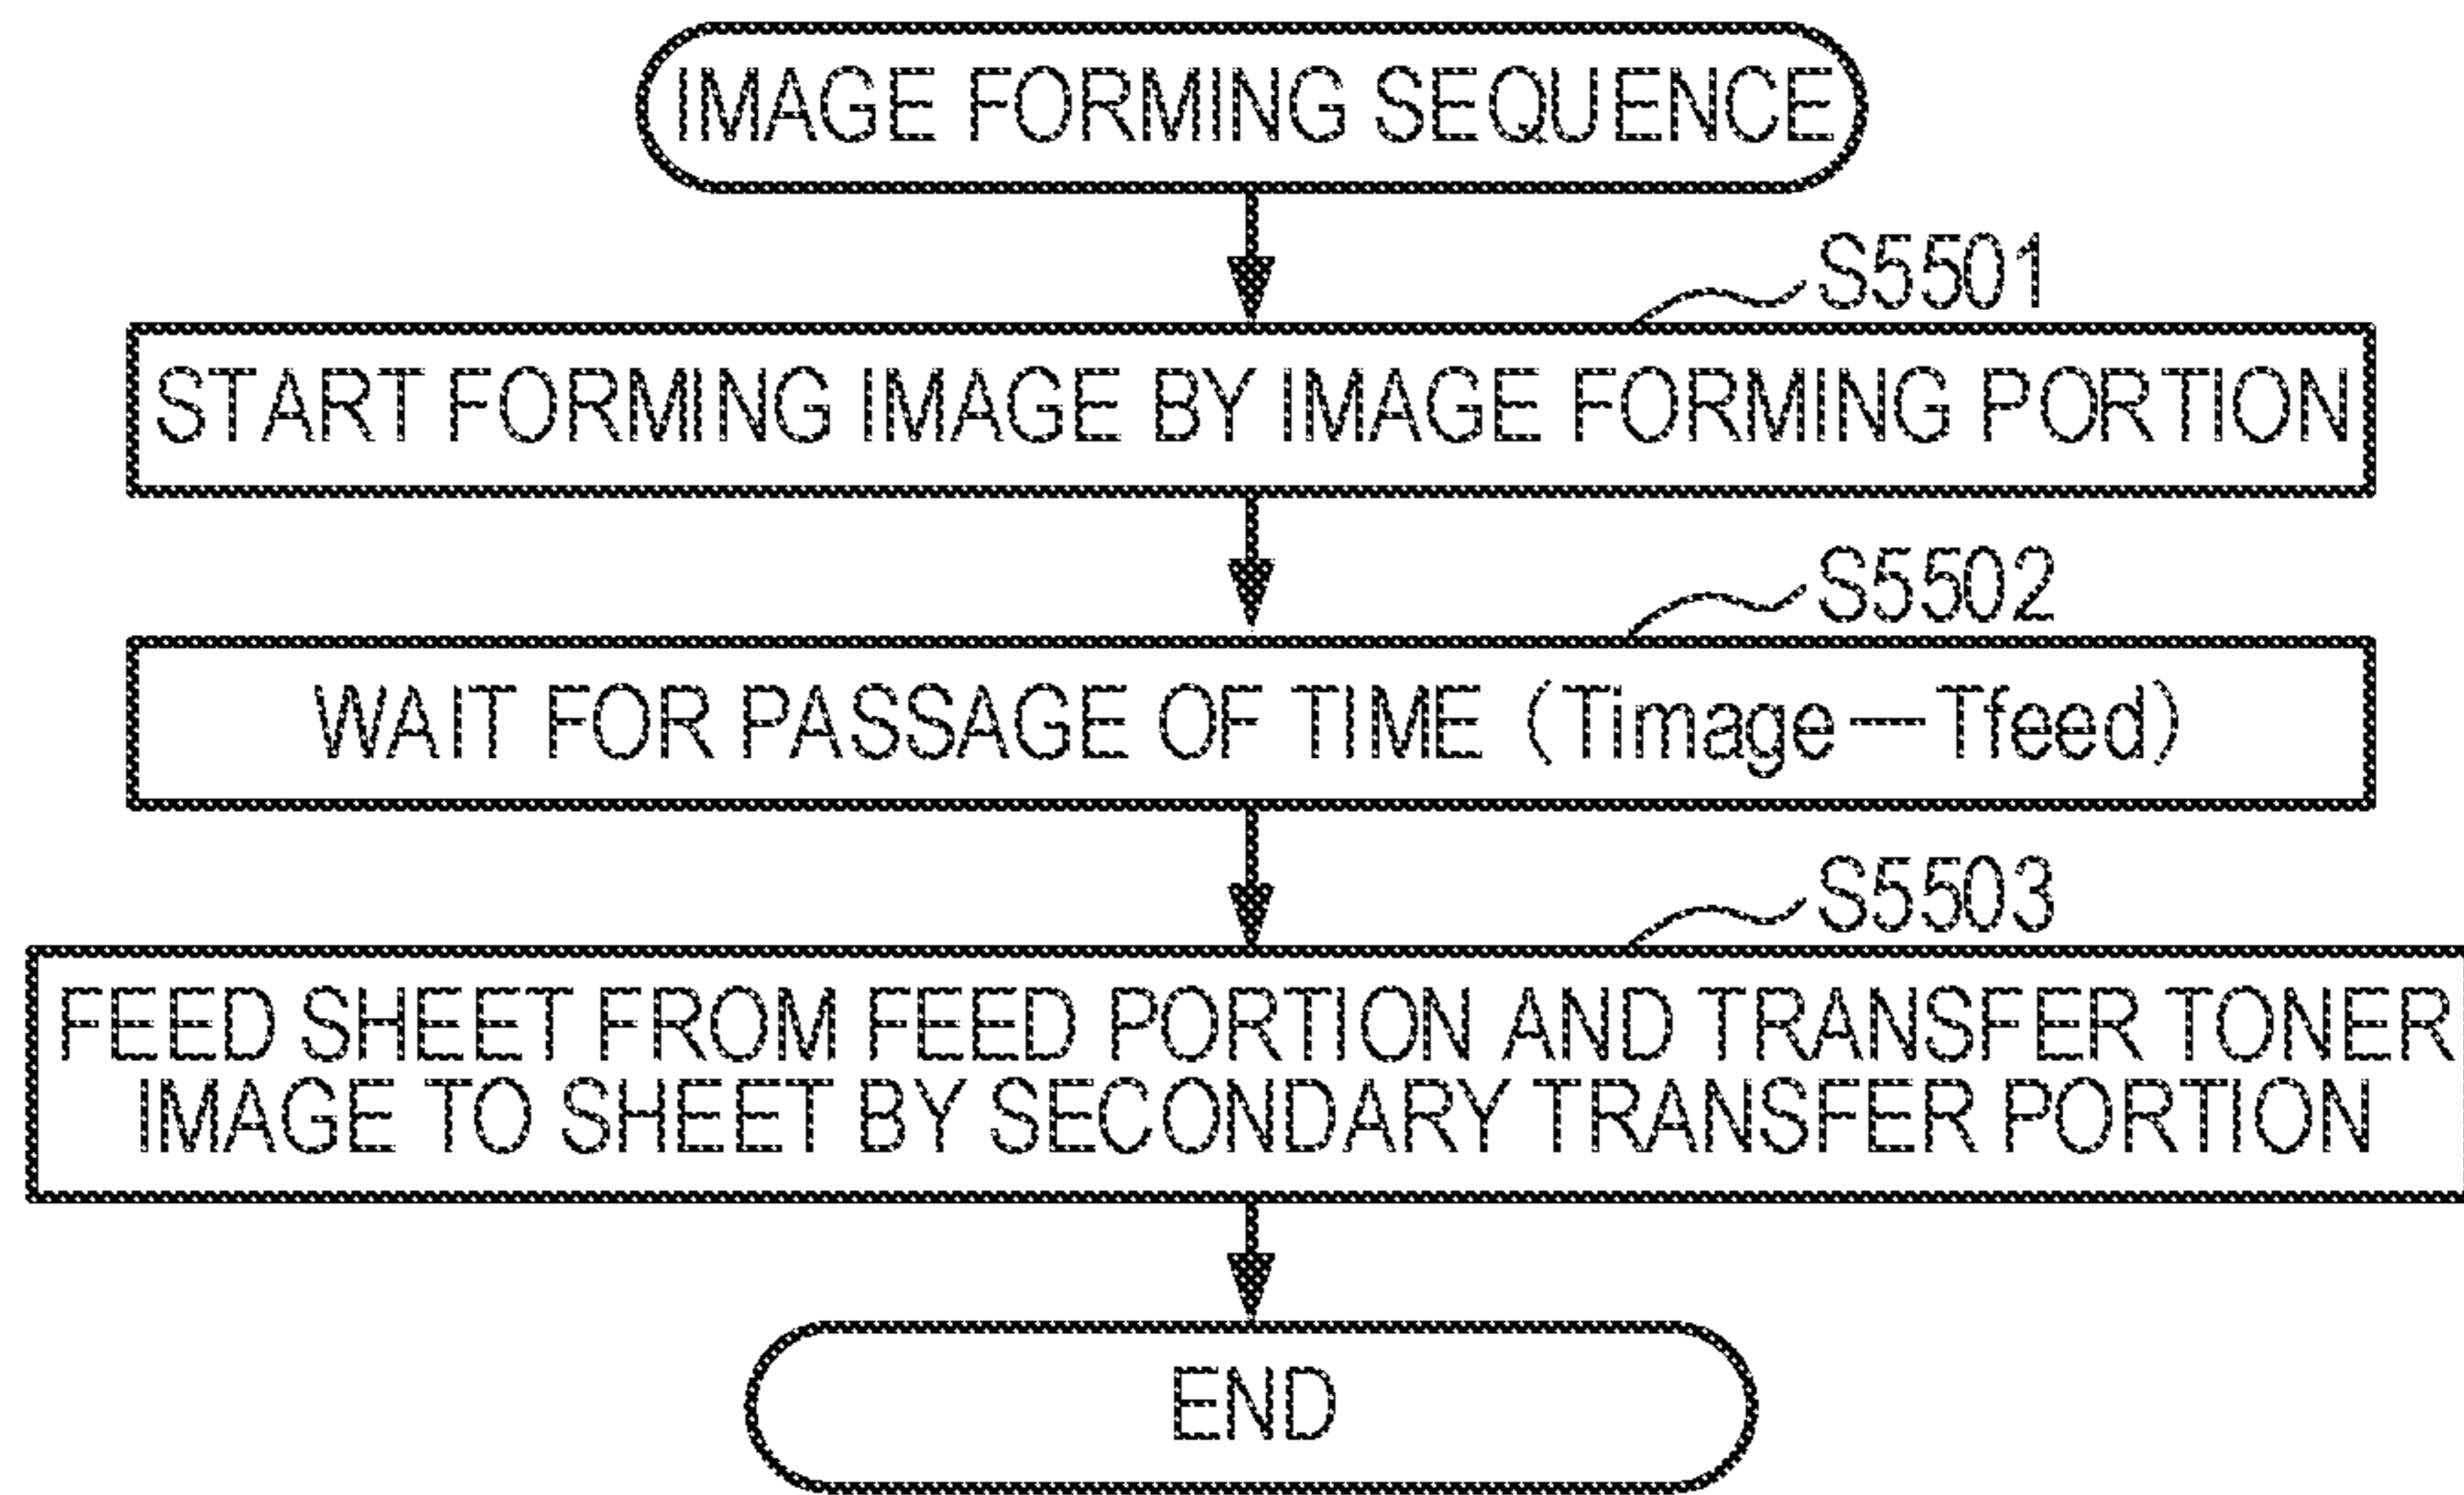 IMAGE FORMING SEQUENCE
S5501
START FORMING IMAGE BY IMAGE FORMING PORTION
S5502
WAIT FOR PASSAGE OF TIME (Timage—Tfeed)
S5503
FEED SHEET FROM FEED PORTION AND TRANSFER TONER
IMAGE TO SHEET BY SECONDARY TRANSFER PORTION
END